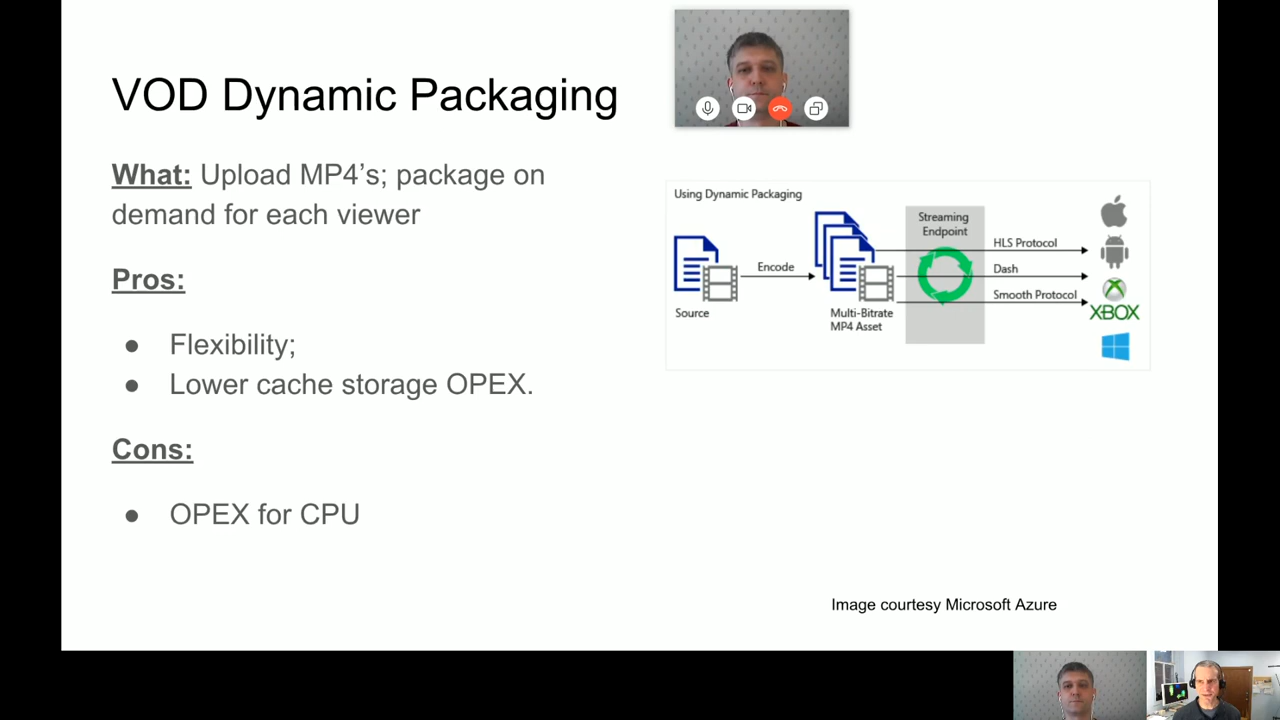 VOD Dynamic Packaging
What: Upload MP4’s; package on
demand for each viewer
Pros:
● Flexibility;
● Lower cache storage OPEX.
Cons:
● OPEX for CPU
Using Dynamic Packaging
Source
Encode
Multi-Bitrate
MP4 Asset
Streaming
Endpoint
HLS Protocol
Dash
Smooth Protocol
XBOX
Image courtesy Microsoft Azure